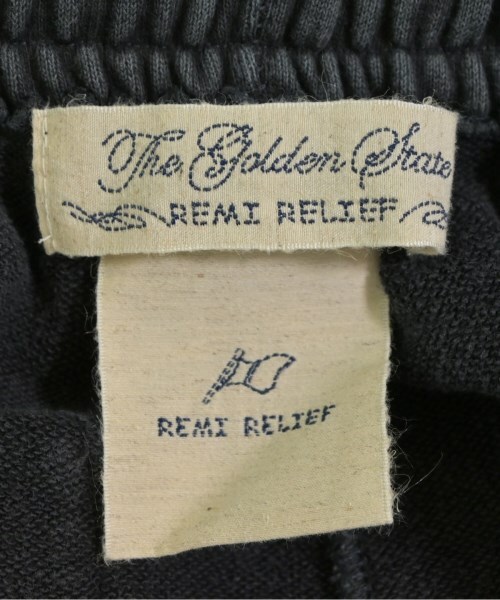 The Golden State
REMI RELIEF
REMI RELIEF